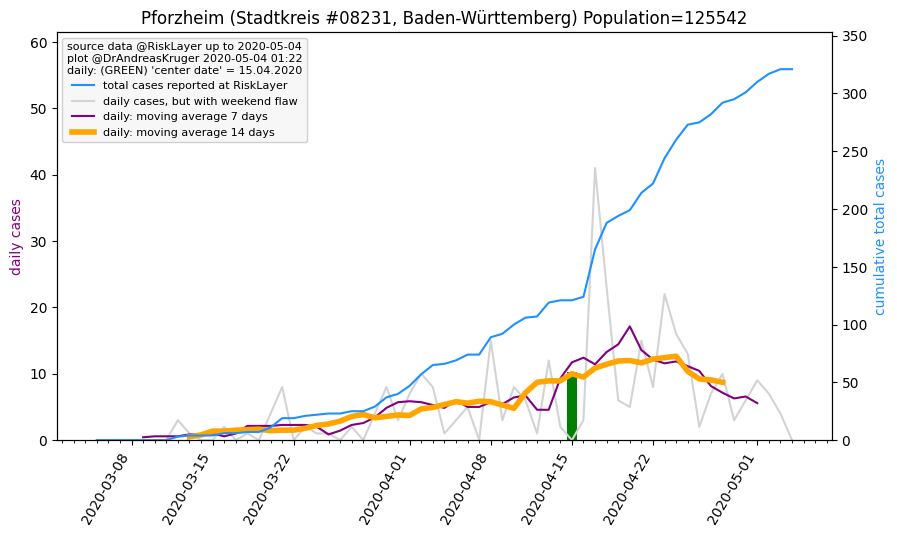 Pforzheim (Stadtkreis #08231, Baden-Württemberg) Population=125542
source data @RiskLayer up to 2020-05-04
plot @DrAndreasKruger 2020-05-04 01:22
daily: (GREEN) 'center date' = 15.04.2020
total cases reported at RiskLayer
daily cases, but with weekend flaw
daily: moving average 7 days
daily: moving average 14 days
daily cases
60
50
40
30
20
10
0
cumulative total cases
350
300
250
200
150
100
50
0
2020-03-08
2020-03-15
2020-03-22
2020-04-01
2020-04-08
2020-04-15
2020-04-22
2020-05-01